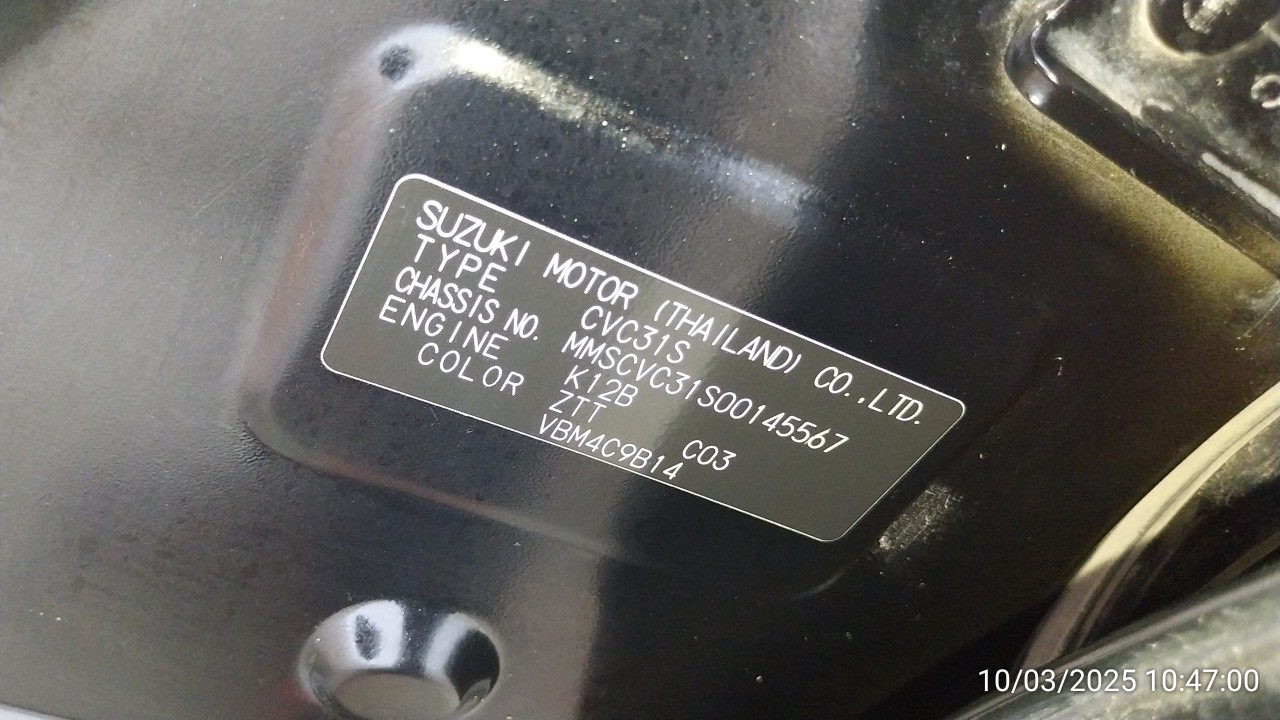 SUZUKI MOTOR (THAILAND) CO.,LTD.
TYPE CVC31S
CHASSIS NO. MMSCVC31S00145567
ENGINE K12B
COLOR ZTT C03
VBM4C9B14
10/03/2025 10:47:00